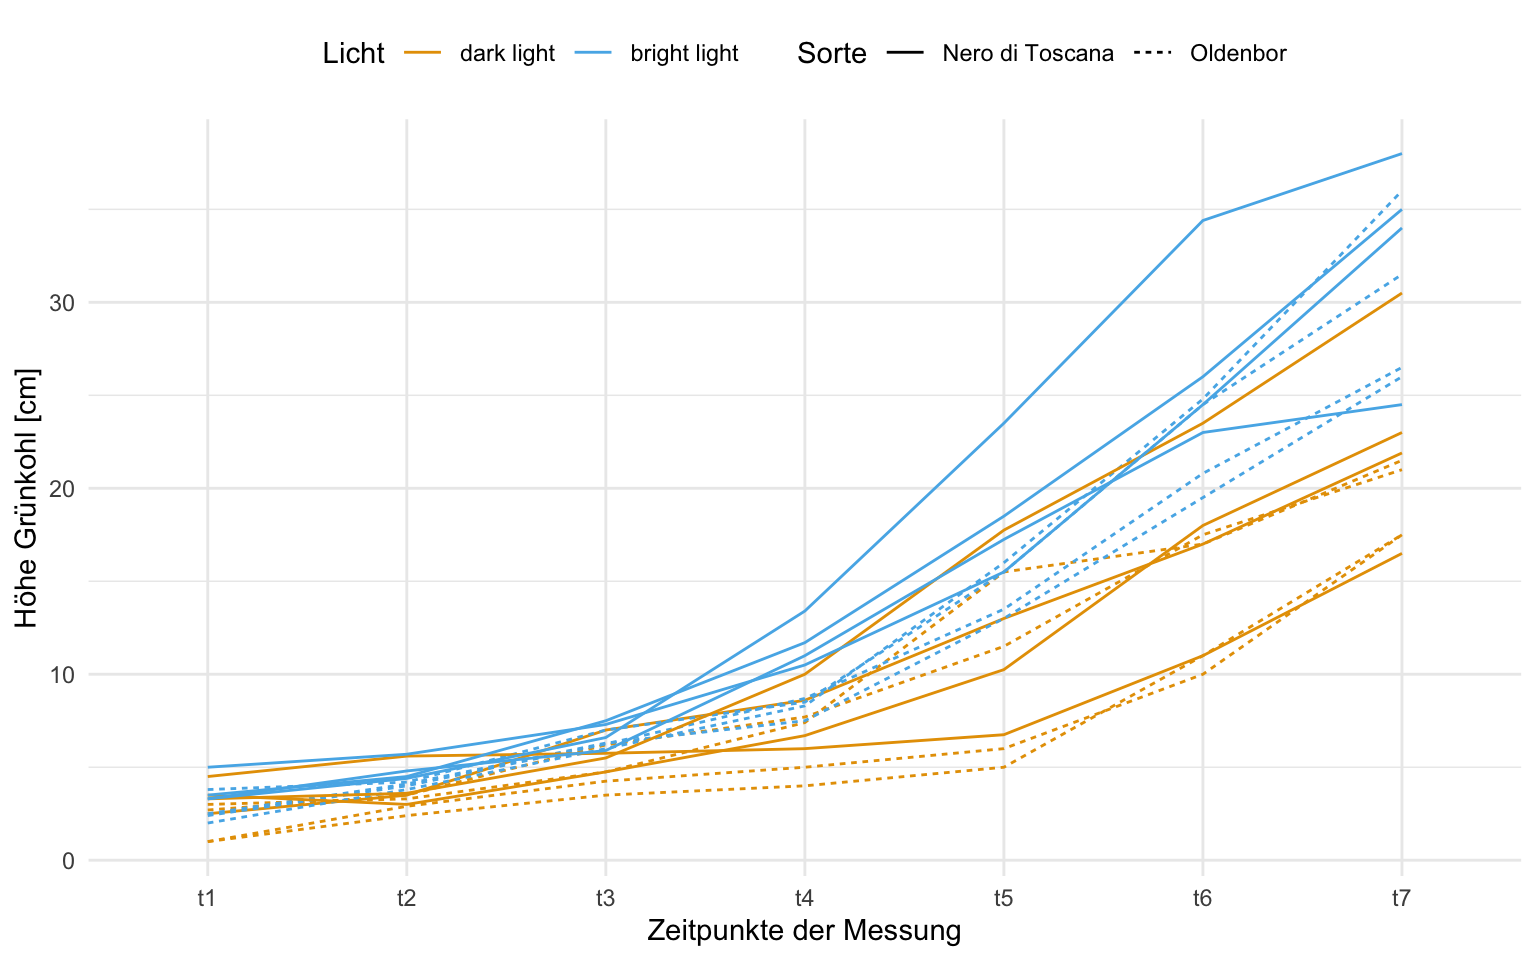 Licht dark light bright light Sorte Nero di Toscana Oldenbor
Höhe Grünkohl [cm]
30
20
10
0
t1 t2 t3 t4 t5 t6 t7
Zeitpunkte der Messung